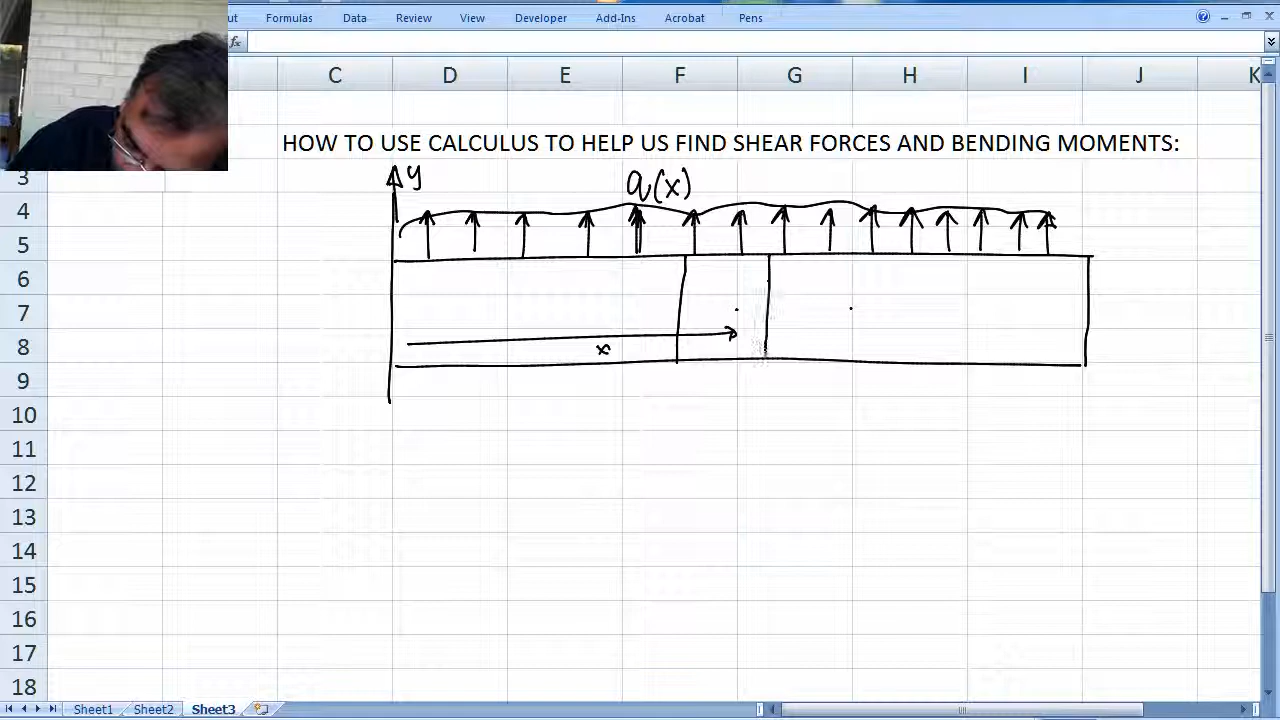 ut Formulas Data Review View Developer Add-Ins Acrobat Pens
fx
C D E F G H I J K
HOW TO USE CALCULUS TO HELP US FIND SHEAR FORCES AND BENDING MOMENTS:
y
q(x)
x
3
4
5
6
7
8
9
10
11
12
13
14
15
16
17
18
Sheet1 Sheet2 Sheet3